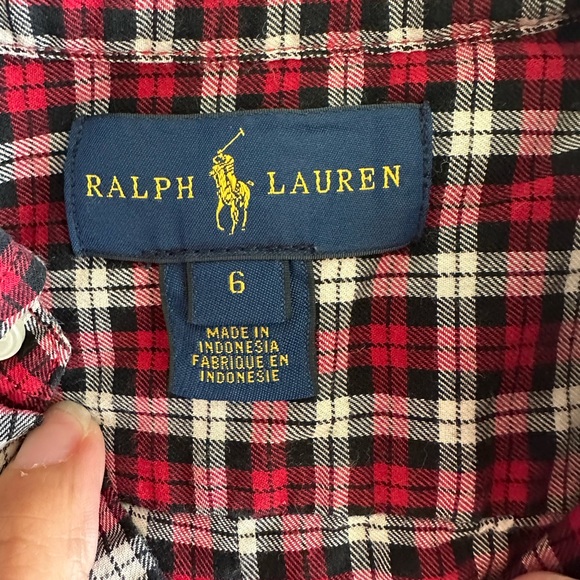 RALPH LAUREN
6
MADE IN
INDONESIA
FABRIQUE EN
INDONESIE